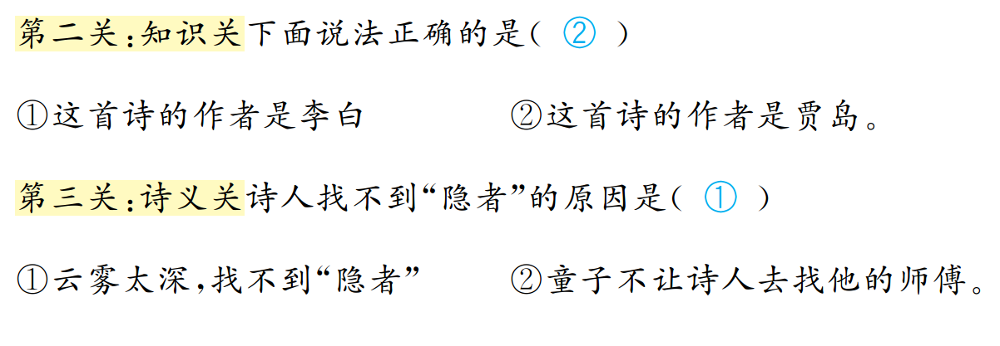 第二关:知识关下面说法正确的是( ② )
①这首诗的作者是李白 ②这首诗的作者是贾岛。
第三关:诗义关诗人找不到“隐者”的原因是( ① )
①云雾太深,找不到“隐者” ②童子不让诗人去找他的师傅。